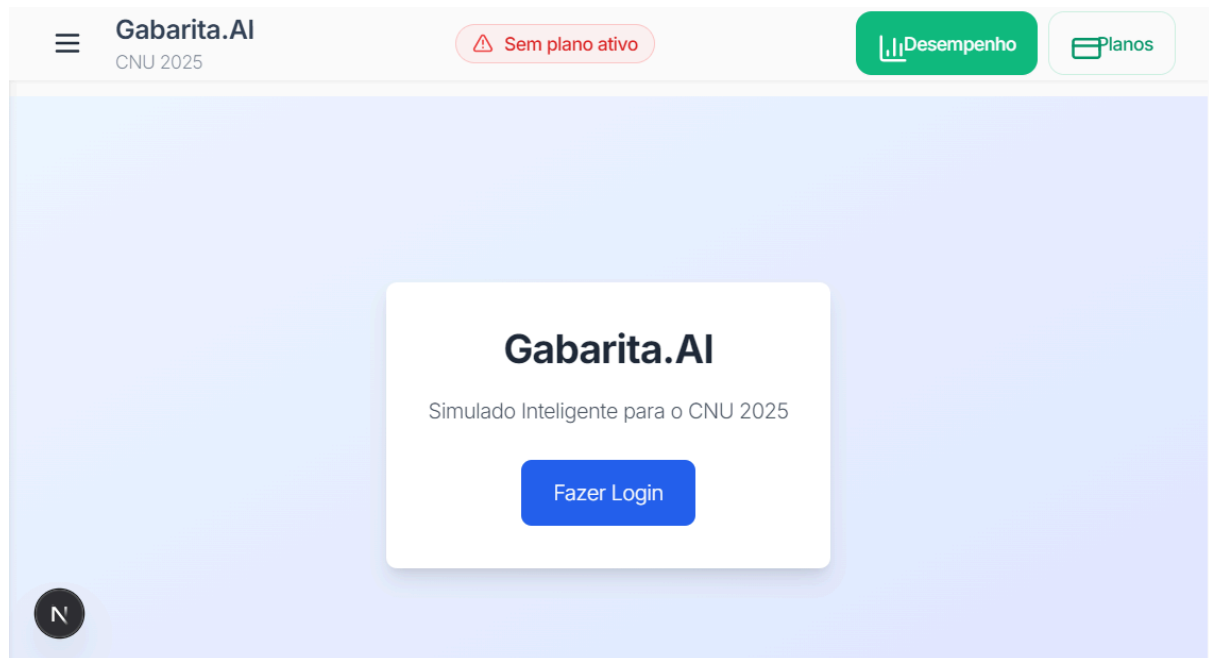 Gabarita.AI
CNU 2025
Sem plano ativo
Desempenho
Planos
Gabarita.AI
Simulado Inteligente para o CNU 2025
Fazer Login
N